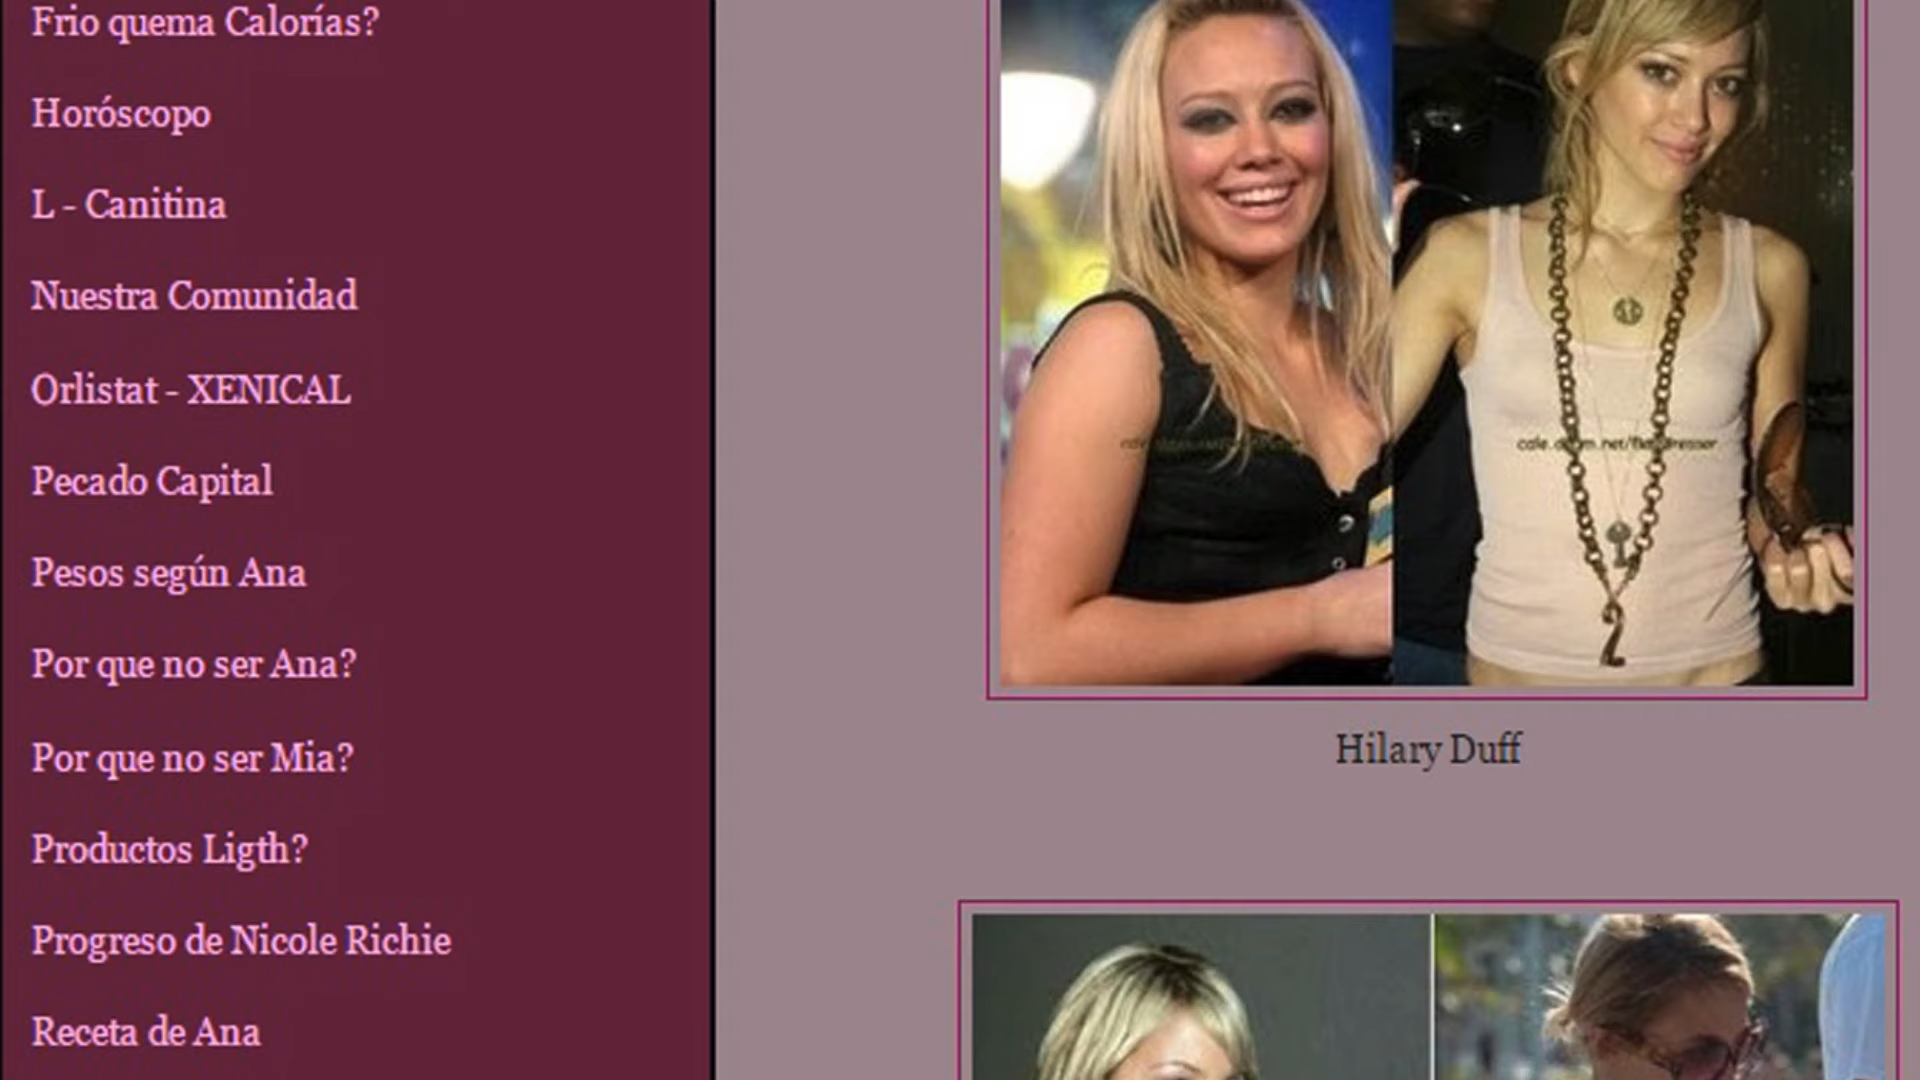 Frio quema Calorías?
Horóscopo
L - Canitina
Nuestra Comunidad
Orlistat - XENICAL
Pecado Capital
Pesos según Ana
Por que no ser Ana?
Por que no ser Mia?
Productos Ligth?
Progreso de Nicole Richie
Receta de Ana
Hilary Duff